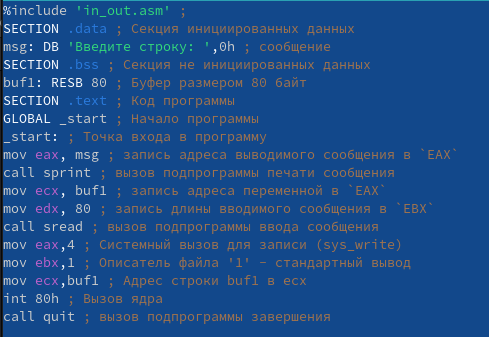 %include 'in_out.asm' ;
SECTION .data ; Секция инициированных данных
msg: DB 'Введите строку: ',0h ; сообщение
SECTION .bss ; Секция не инициированных данных
buf1: RESB 80 ; Буфер размером 80 байт
SECTION .text ; Код программы
GLOBAL _start ; Начало программы
_start: ; Точка входа в программу
mov eax, msg ; запись адреса выводимого сообщения в `EAX`
call sprint ; вызов подпрограммы печати сообщения
mov ecx, buf1 ; запись адреса переменной в `EAX`
mov edx, 80 ; запись длины вводимого сообщения в `EBX`
call sread ; вызов подпрограммы ввода сообщения
mov eax,4 ; Системный вызов для записи (sys_write)
mov ebx,1 ; Описатель файла '1' - стандартный вывод
mov ecx,buf1 ; Адрес строки buf1 в ecx
int 80h ; Вызов ядра
call quit ; вызов подпрограммы завершения